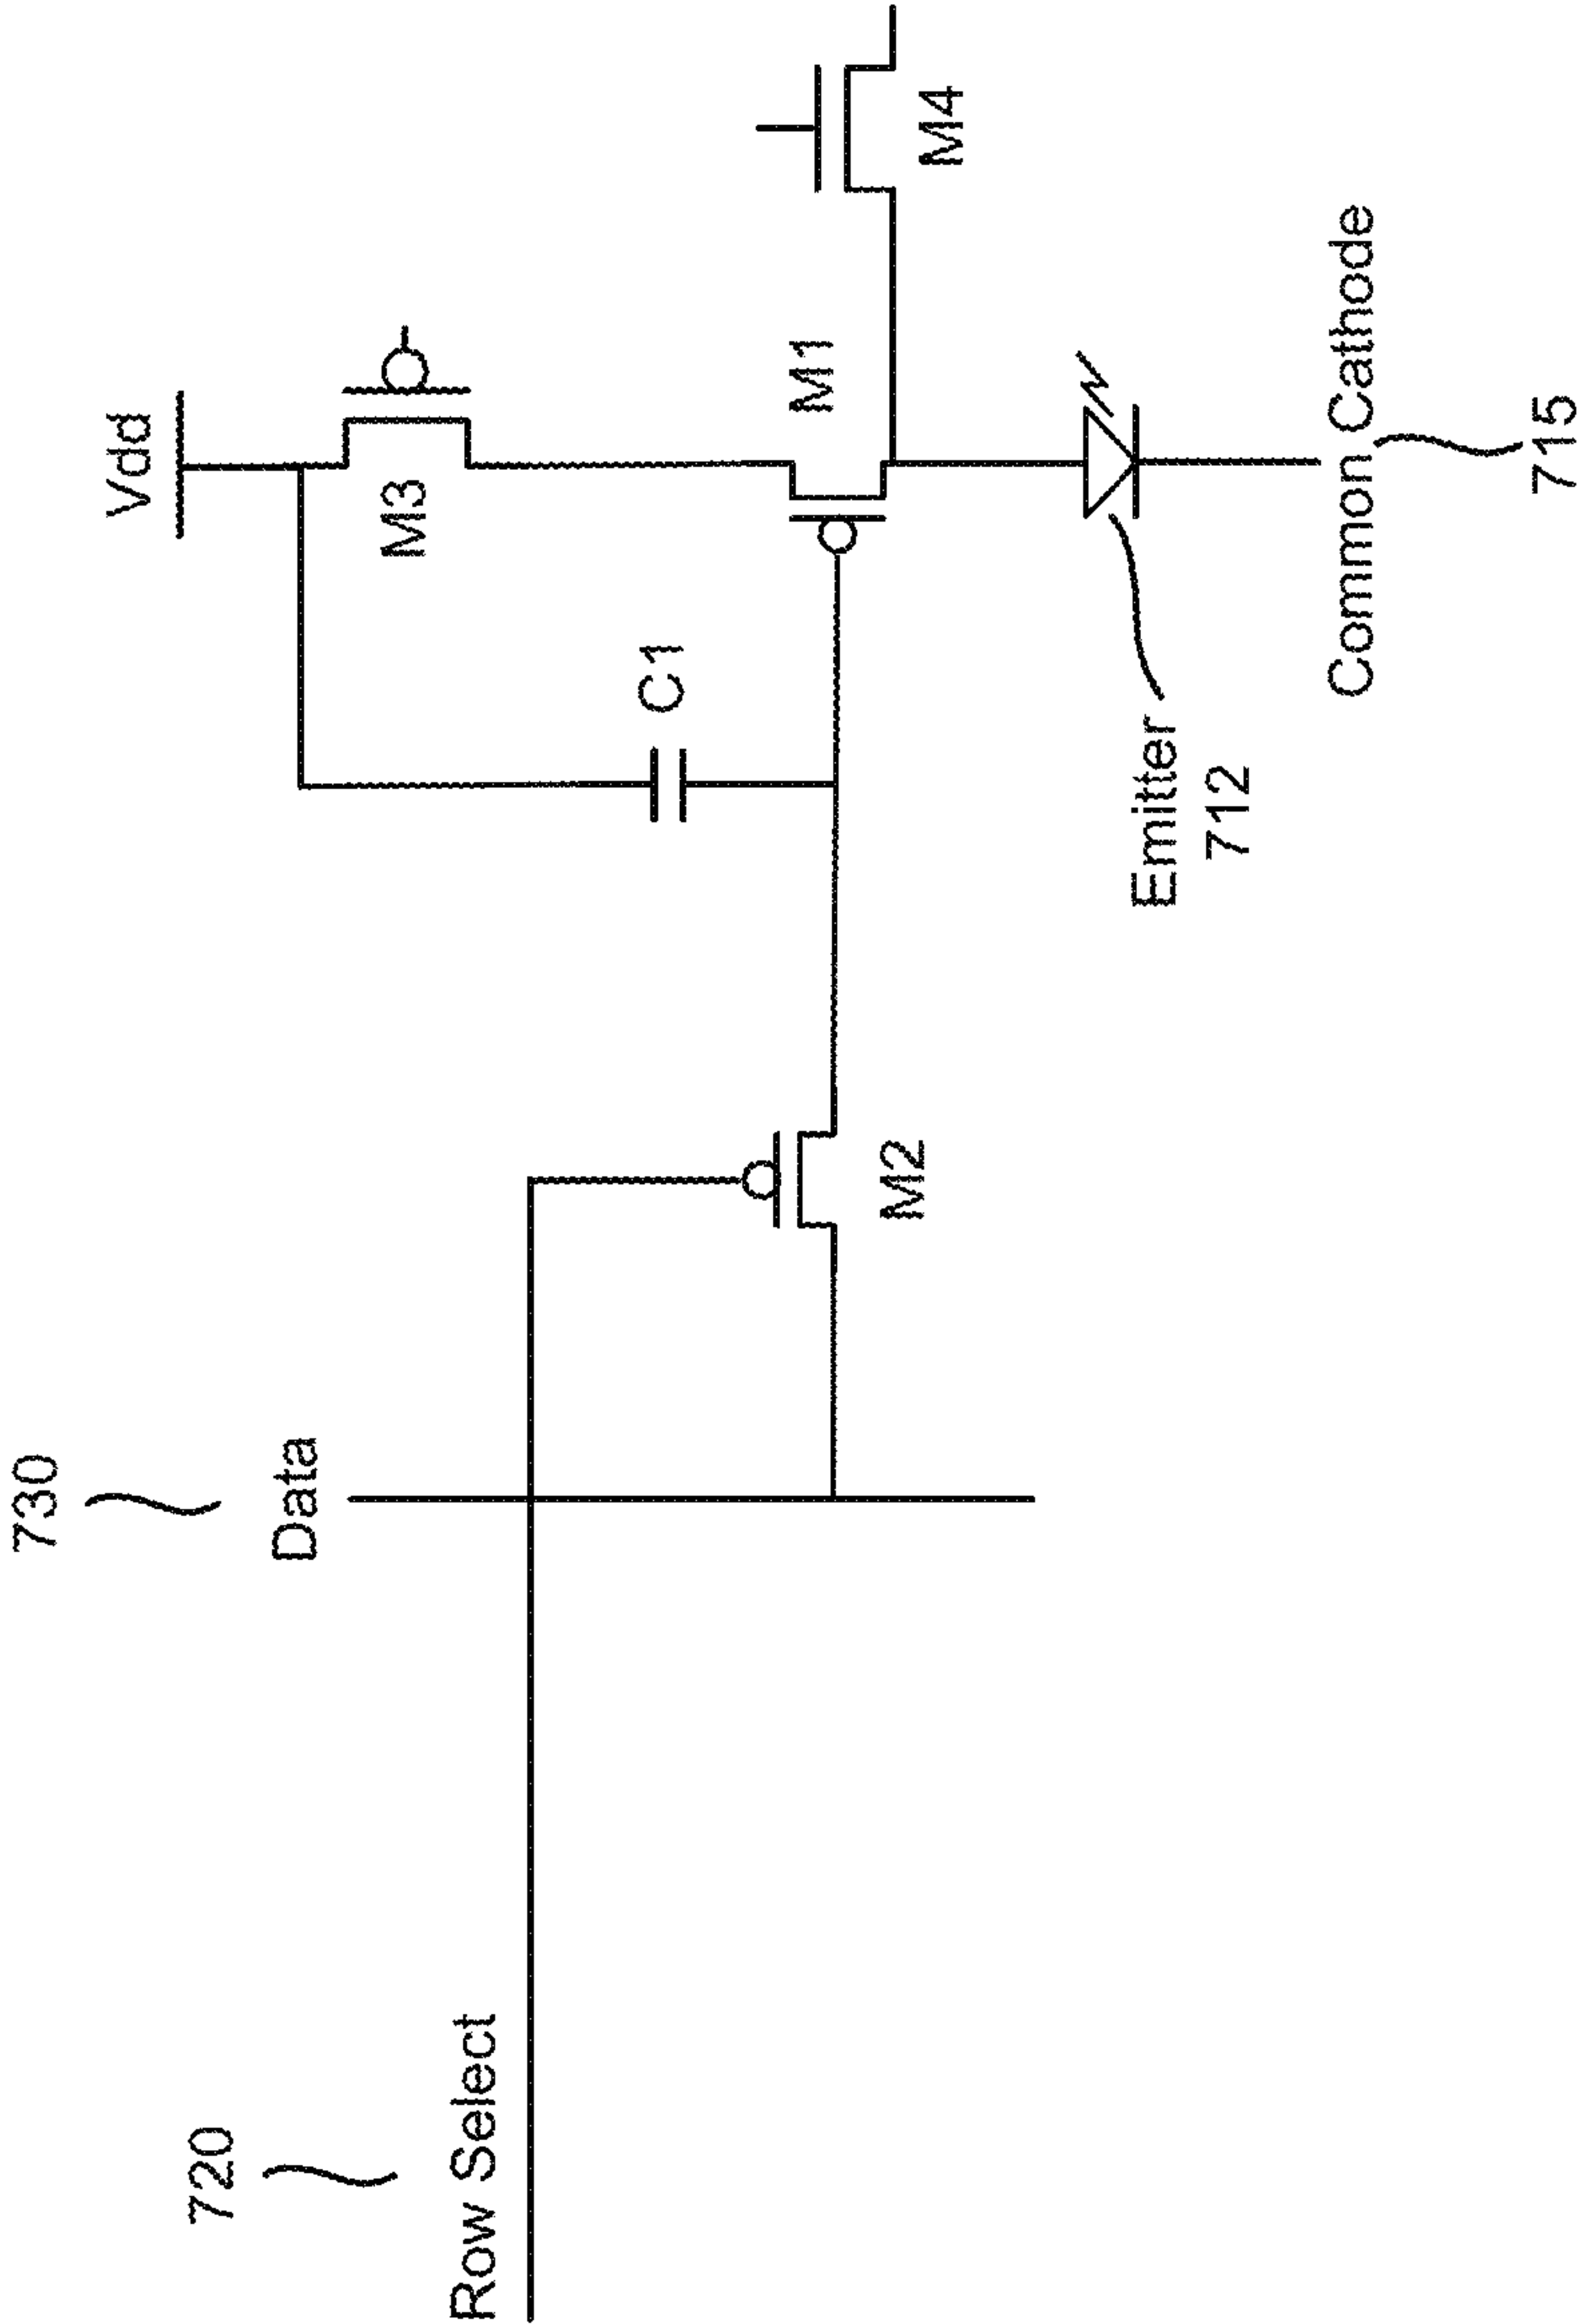 720
Row Select
730
Data
Vdd
M3
C1
M1
M2
M4
Emitter
712
Common Cathode
715